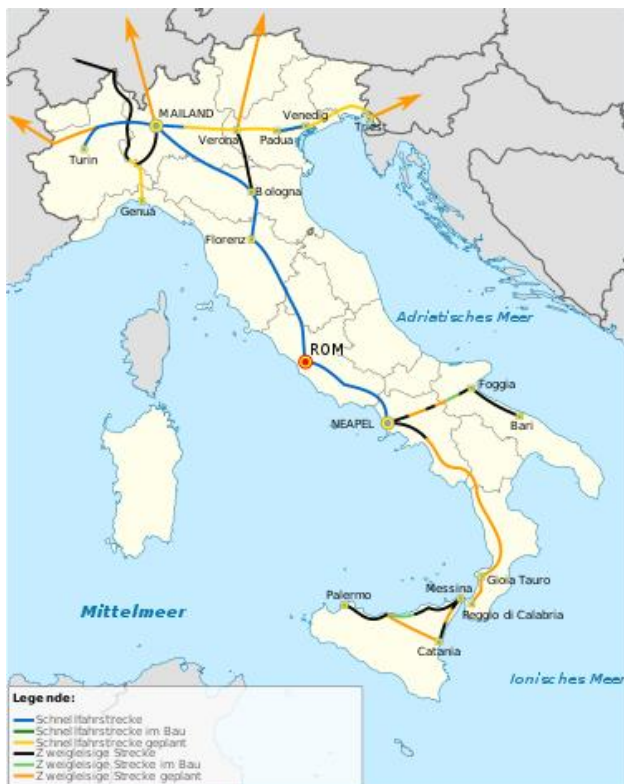 MAILAND
Venedig
Verona
Padua
Triest
Turin
Bologna
Genua
Florenz
Adriatisches Meer
ROM
Foggia
NEAPEL
Bari
Gioia Tauro
Messina
Palermo
Reggio di Calabria
Mittelmeer
Catania
Ionisches Meer
Legende:
Schnellfahrstrecke
Schnellfahrstrecke im Bau
Schnellfahrstrecke geplant
Zweigleisige Strecke
Zweigleisige Strecke im Bau
Zweigleisige Strecke geplant